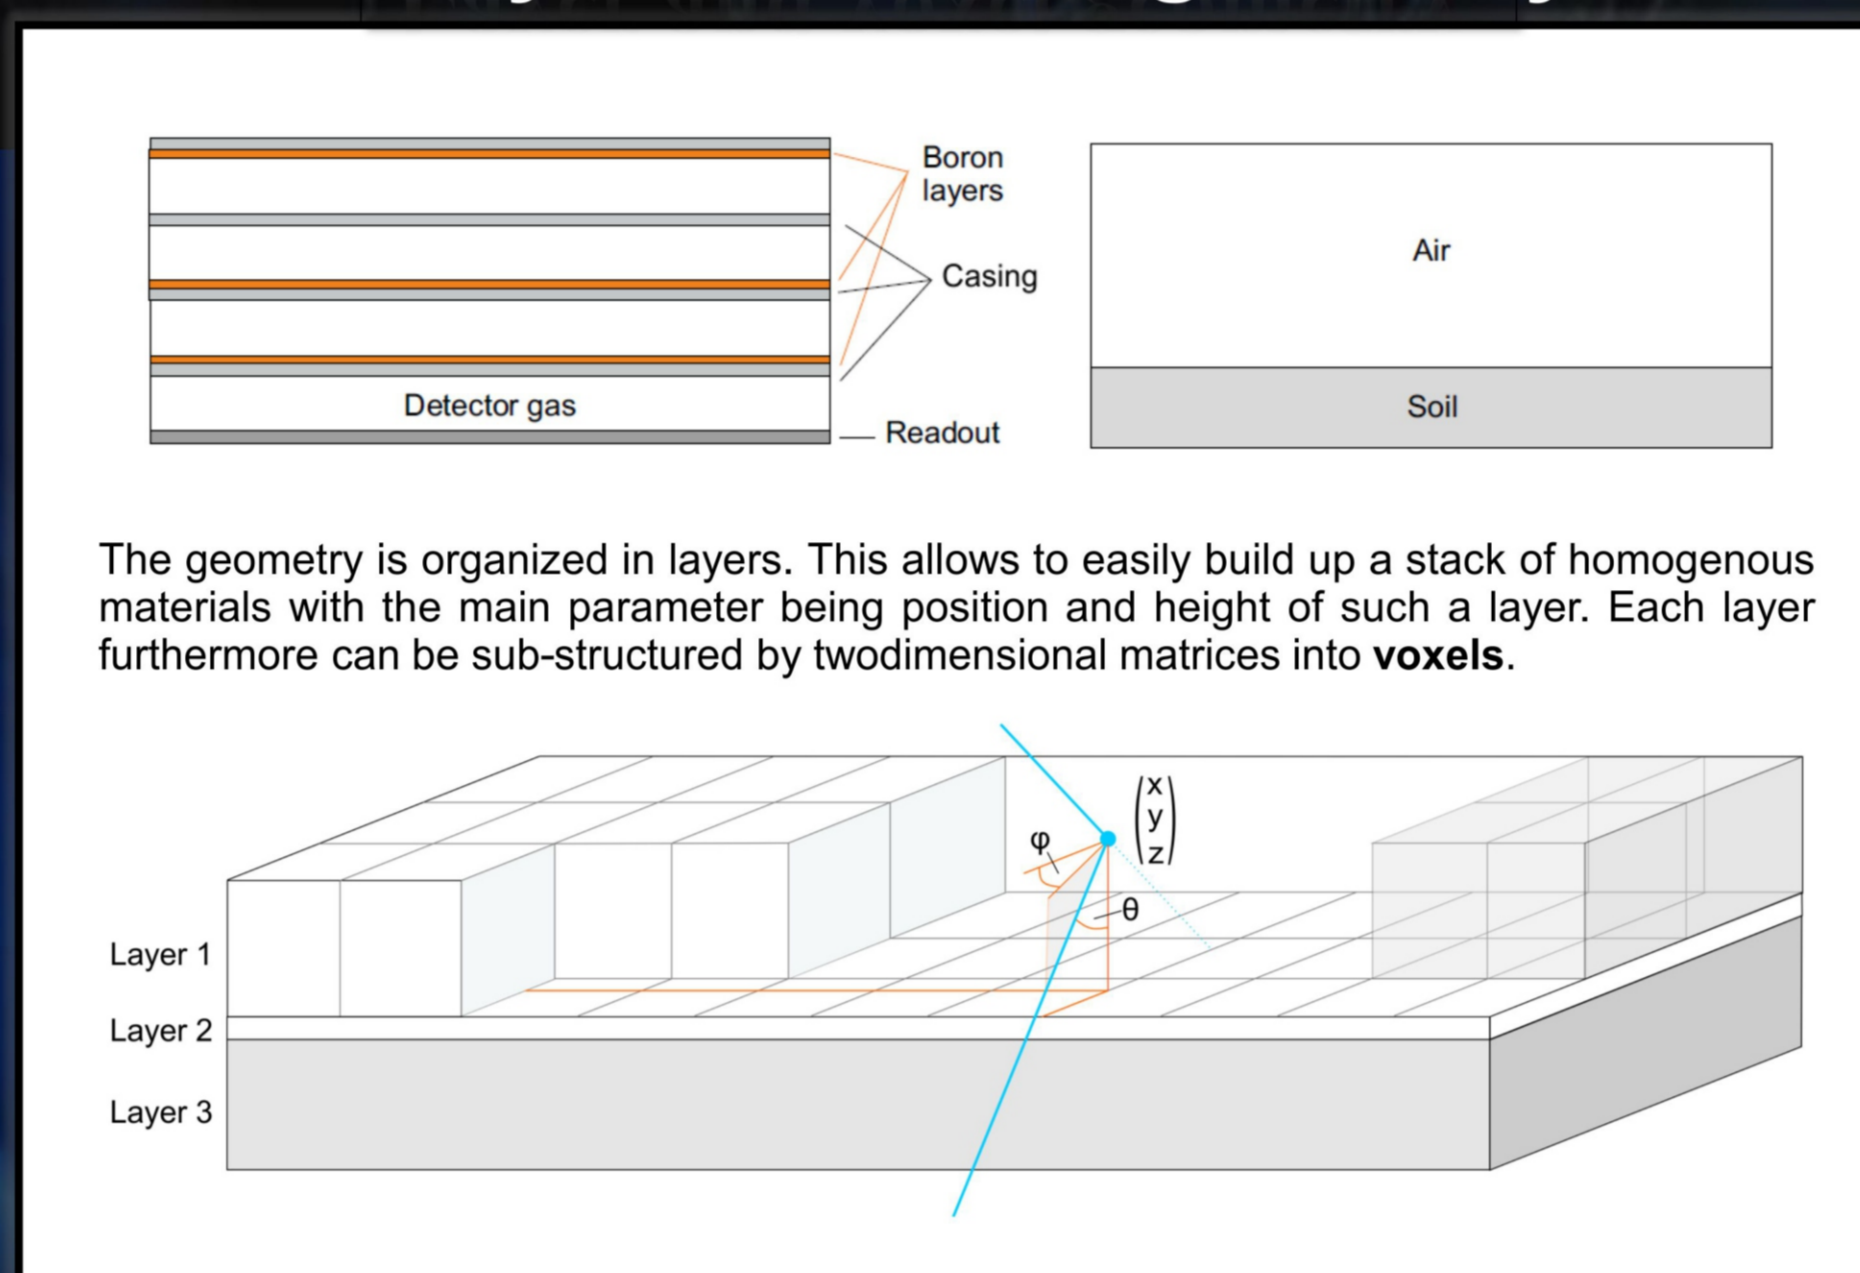 Boron
layers
Casing
Detector gas
Readout
Air
Soil
The geometry is organized in layers. This allows to easily build up a stack of homogenous
materials with the main parameter being position and height of such a layer. Each layer
furthermore can be sub-structured by twodimensional matrices into voxels.
x
y
z
φ
θ
Layer 1
Layer 2
Layer 3